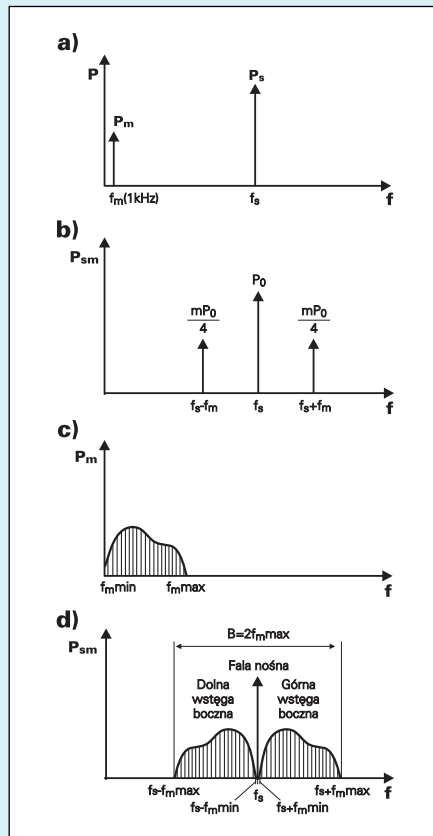 a)
P
Pm
Ps
fm(1kHz)
fs
f
b)
Psm
P0
mP0
4
mP0
4
fs-fm
fs
fs+fm
f
c)
Pm
fmmin
fmmax
f
d)
B=2fmmax
Psm
Fala nośna
Dolna
wstęga
boczna
Górna
wstęga
boczna
fs-fmmax
fs
fs+fmmax
fs-fmmin
fs+fmmin
f